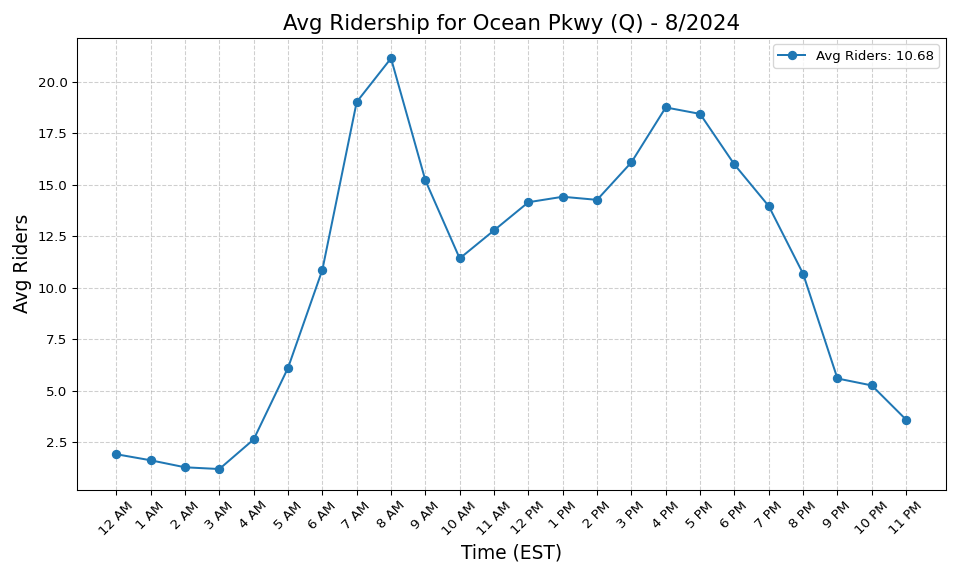 Avg Ridership for Ocean Pkwy (Q) - 8/2024
Avg Riders: 10.68
Avg Riders
20.0
17.5
15.0
12.5
10.0
7.5
5.0
2.5
12 AM
1 AM
2 AM
3 AM
4 AM
5 AM
6 AM
7 AM
8 AM
9 AM
10 AM
11 AM
12 PM
1 PM
2 PM
3 PM
4 PM
5 PM
6 PM
7 PM
8 PM
9 PM
10 PM
11 PM
Time (EST)